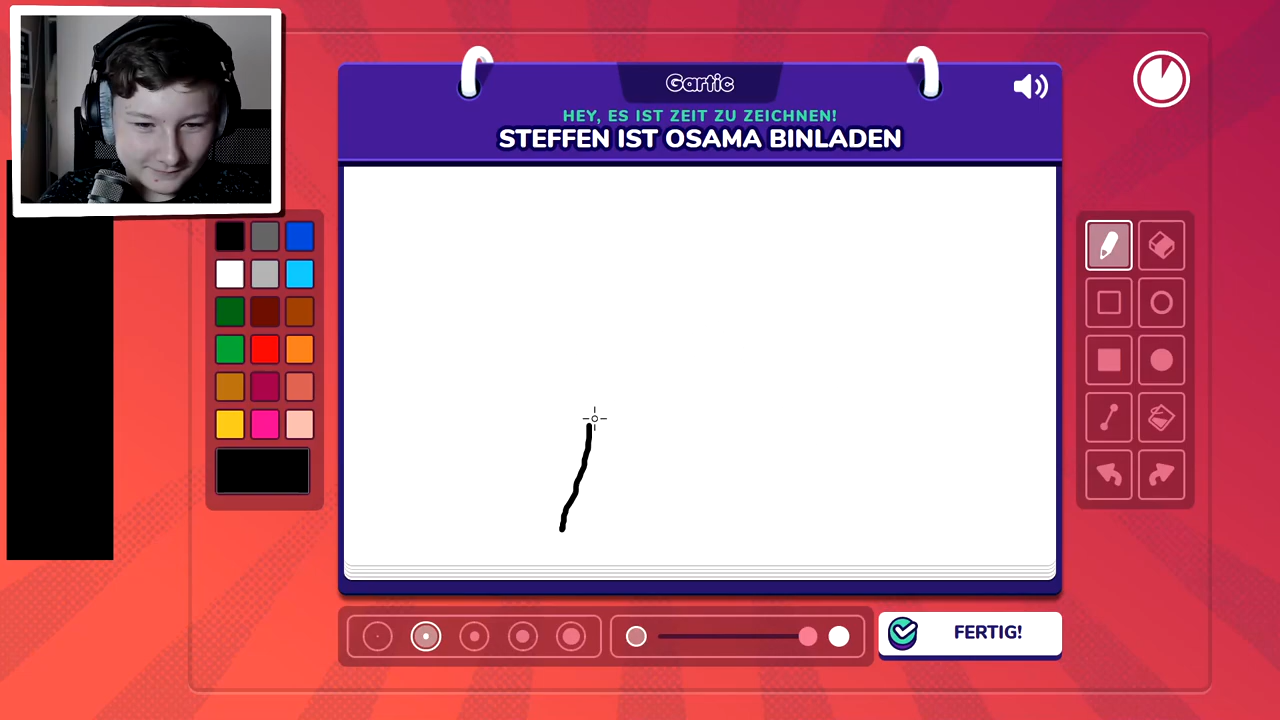 Gartic
HEY, ES IST ZEIT ZU ZEICHNEN!
STEFFEN IST OSAMA BINLADEN
FERTIG!